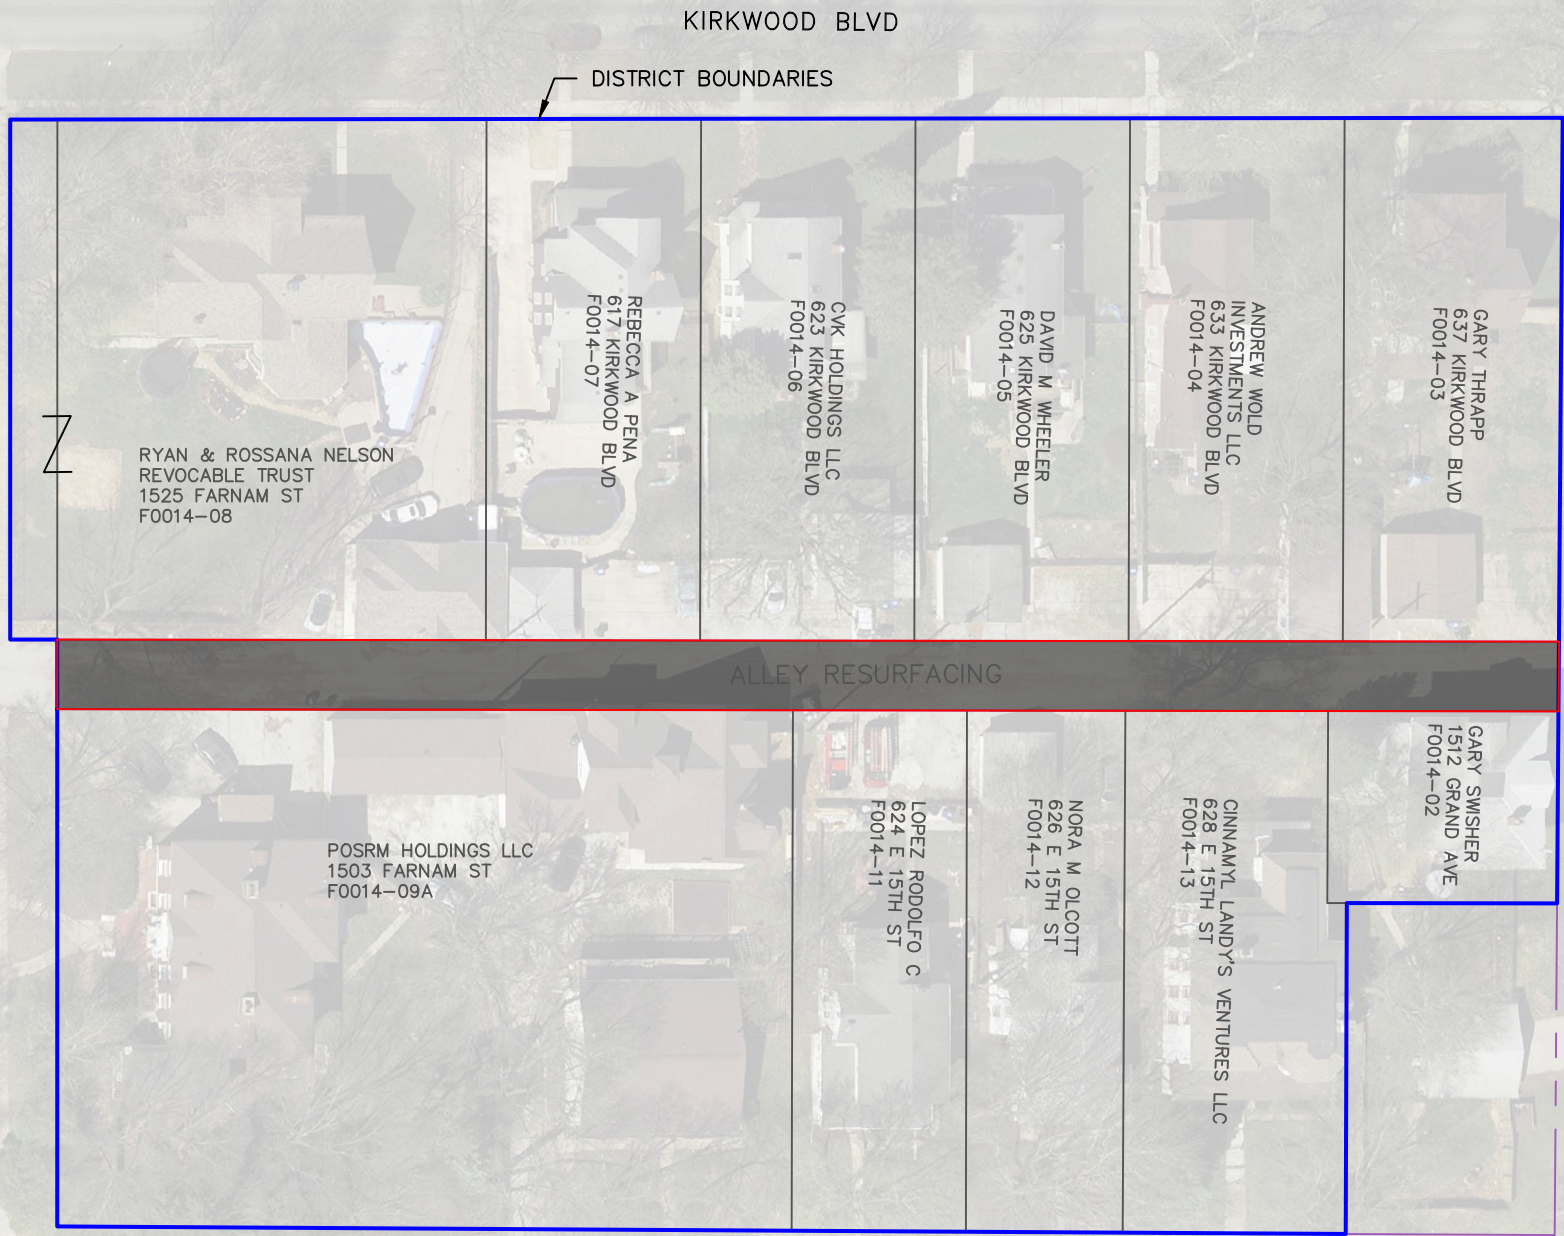 KIRKWOOD BLVD
DISTRICT BOUNDARIES
RYAN & ROSSANA NELSON
REVOCABLE TRUST
1525 FARNAM ST
F0014-08
REBECCA A PENA
617 KIRKWOOD BLVD
F0014-07
CVK HOLDINGS LLC
623 KIRKWOOD BLVD
F0014-06
DAVID M WHEELER
625 KIRKWOOD BLVD
F0014-05
ANDREW WOLD
INVESTMENTS LLC
633 KIRKWOOD BLVD
F0014-04
GARY THRAPP
637 KIRKWOOD BLVD
F0014-03
Z
ALLEY RESURFACING
POSRM HOLDINGS LLC
1503 FARNAM ST
F0014-09A
LOPEZ RODOLFO C
624 E 15TH ST
F0014-11
NORA M OLCOTT
626 E 15TH ST
F0014-12
CINNAMYL LANDY'S VENTURES LLC
628 E 15TH ST
F0014-13
GARY SWISHER
1512 GRAND AVE
F0014-02